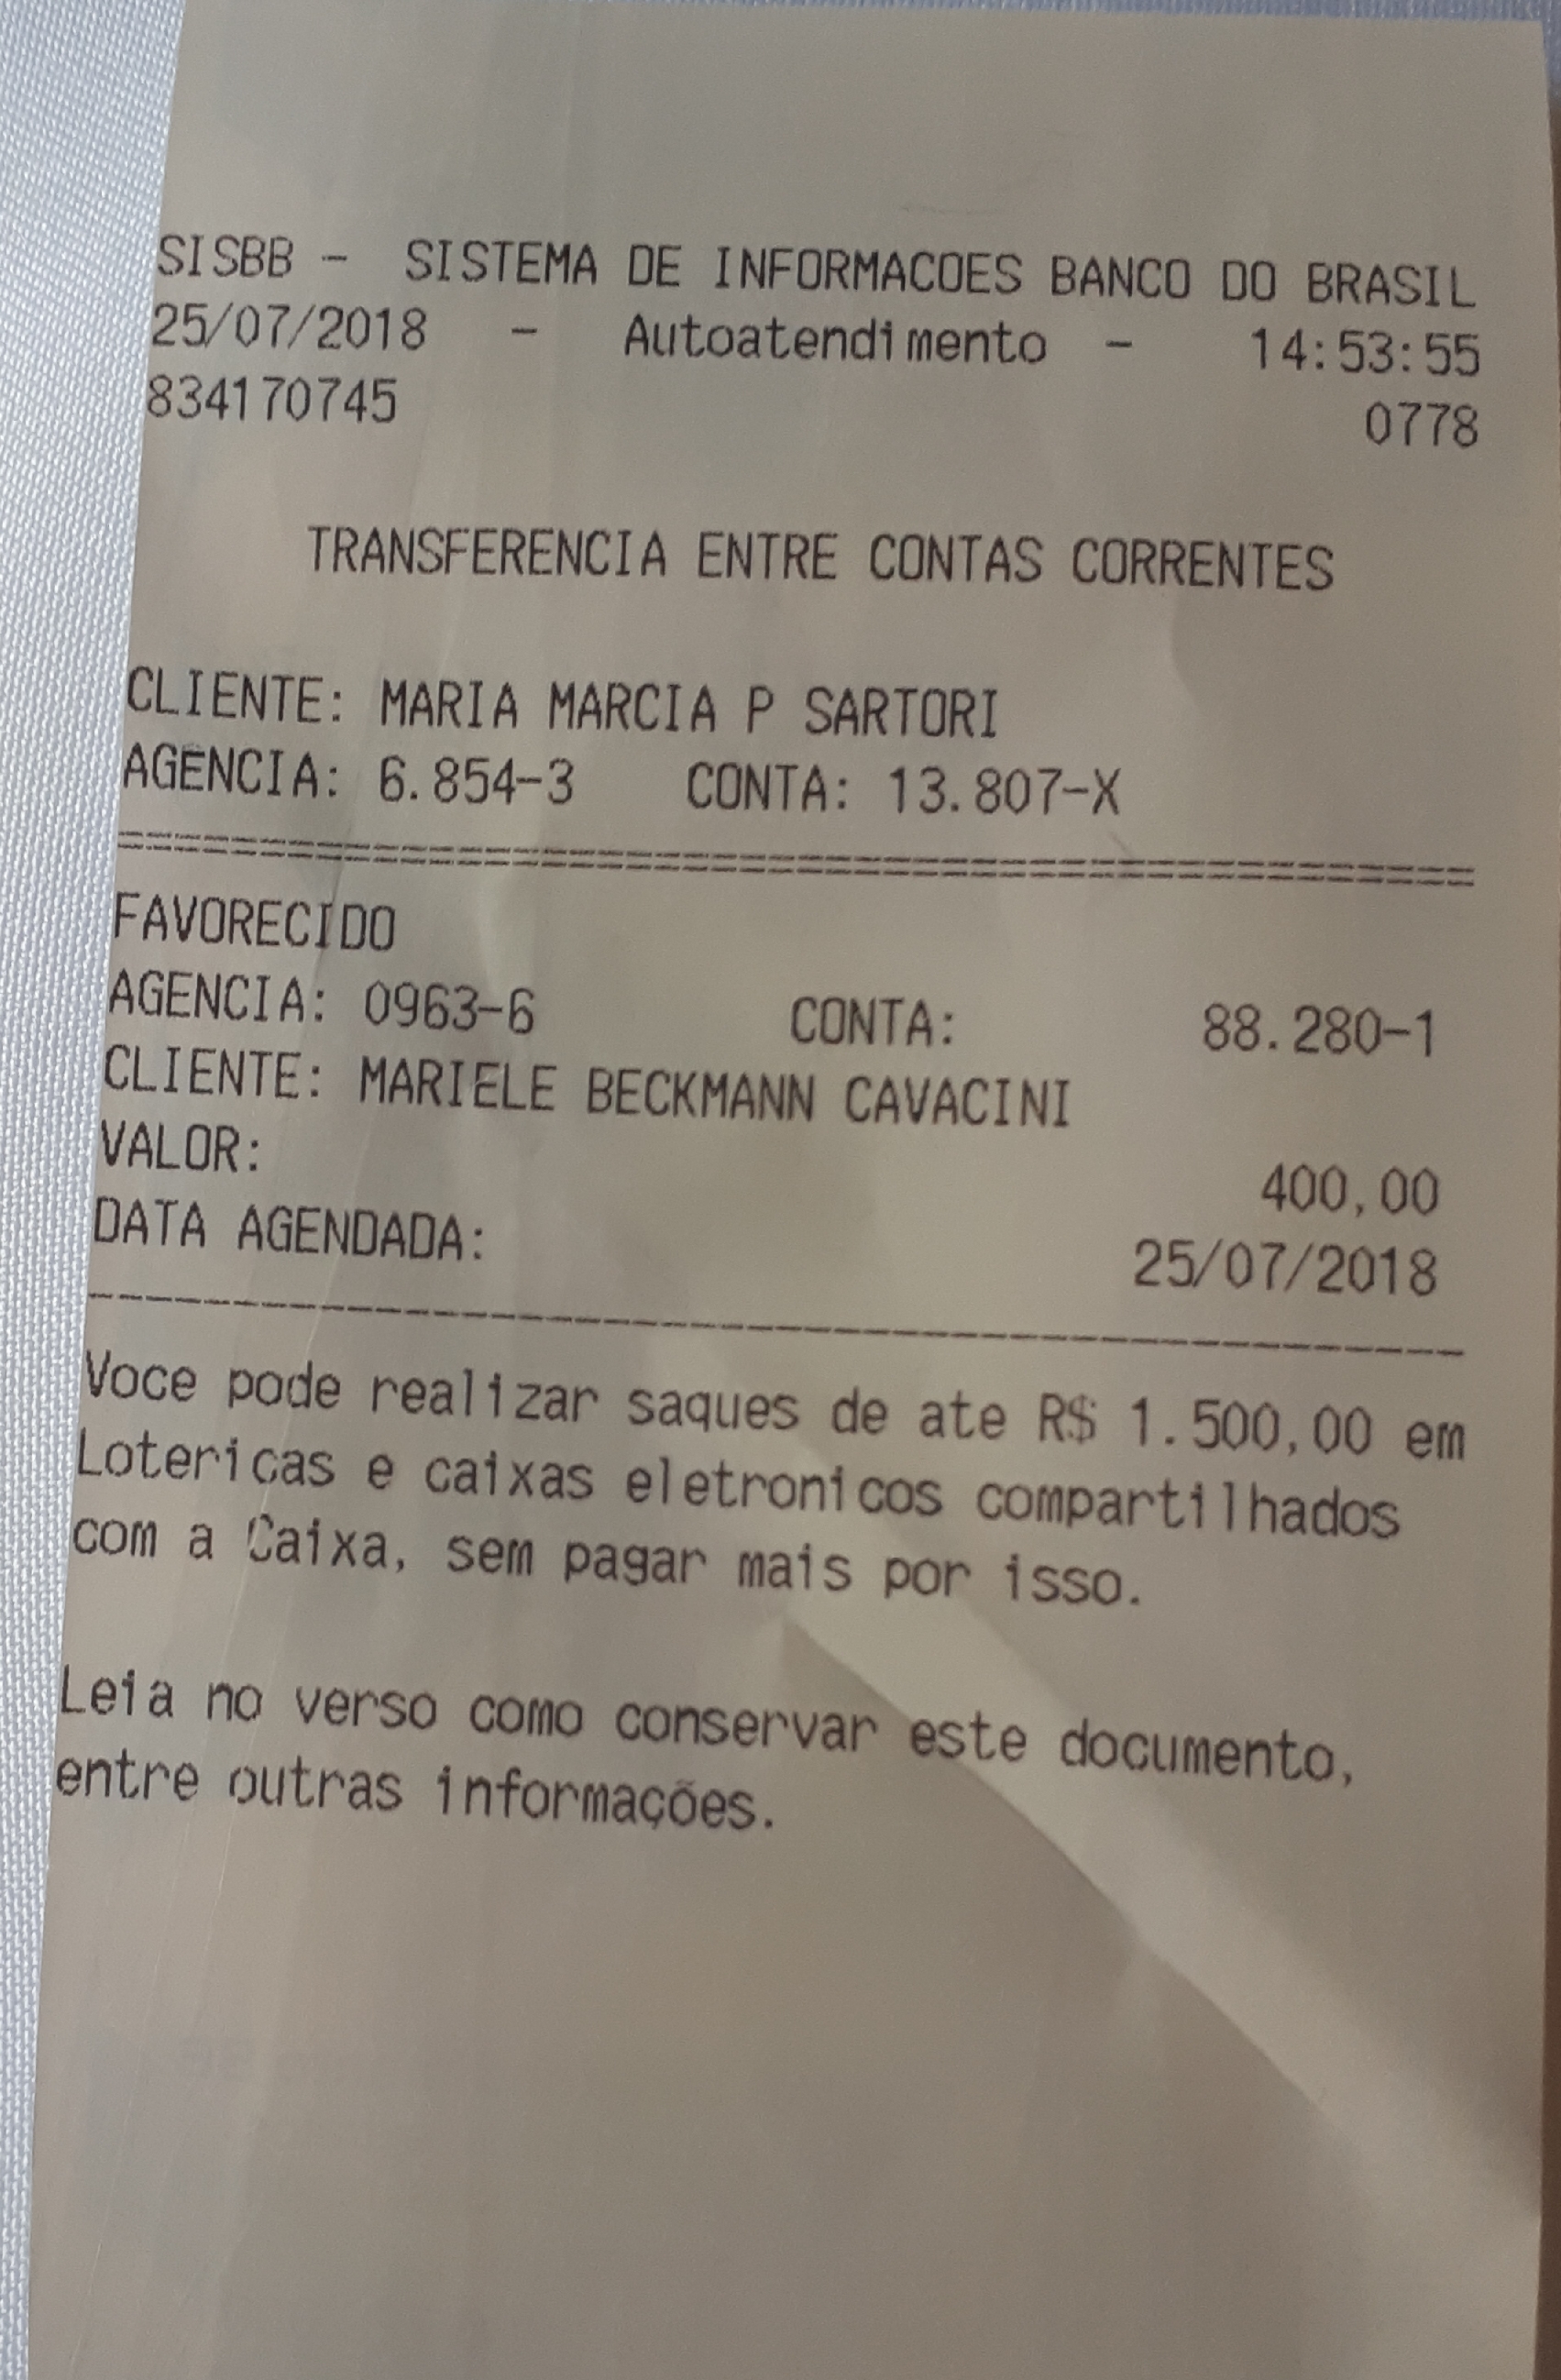 SISBB - SISTEMA DE INFORMACOES BANCO DO BRASIL
25/07/2018 - Autoatendimento - 14:53:55
834170745 0778
TRANSFERENCIA ENTRE CONTAS CORRENTES
CLIENTE: MARIA MARCIA P SARTORI
AGENCIA: 6.854-3 CONTA: 13.807-X
FAVORECIDO
AGENCIA: 0963-6 CONTA: 88.280-1
CLIENTE: MARIELE BECKMANN CAVACINI
VALOR: 400,00
DATA AGENDADA: 25/07/2018
Voce pode realizar saques de ate R$ 1.500,00 em
Lotericas e caixas eletronicos compartilhados
com a Caixa, sem pagar mais por isso.
Leia no verso como conservar este documento,
entre outras informações.